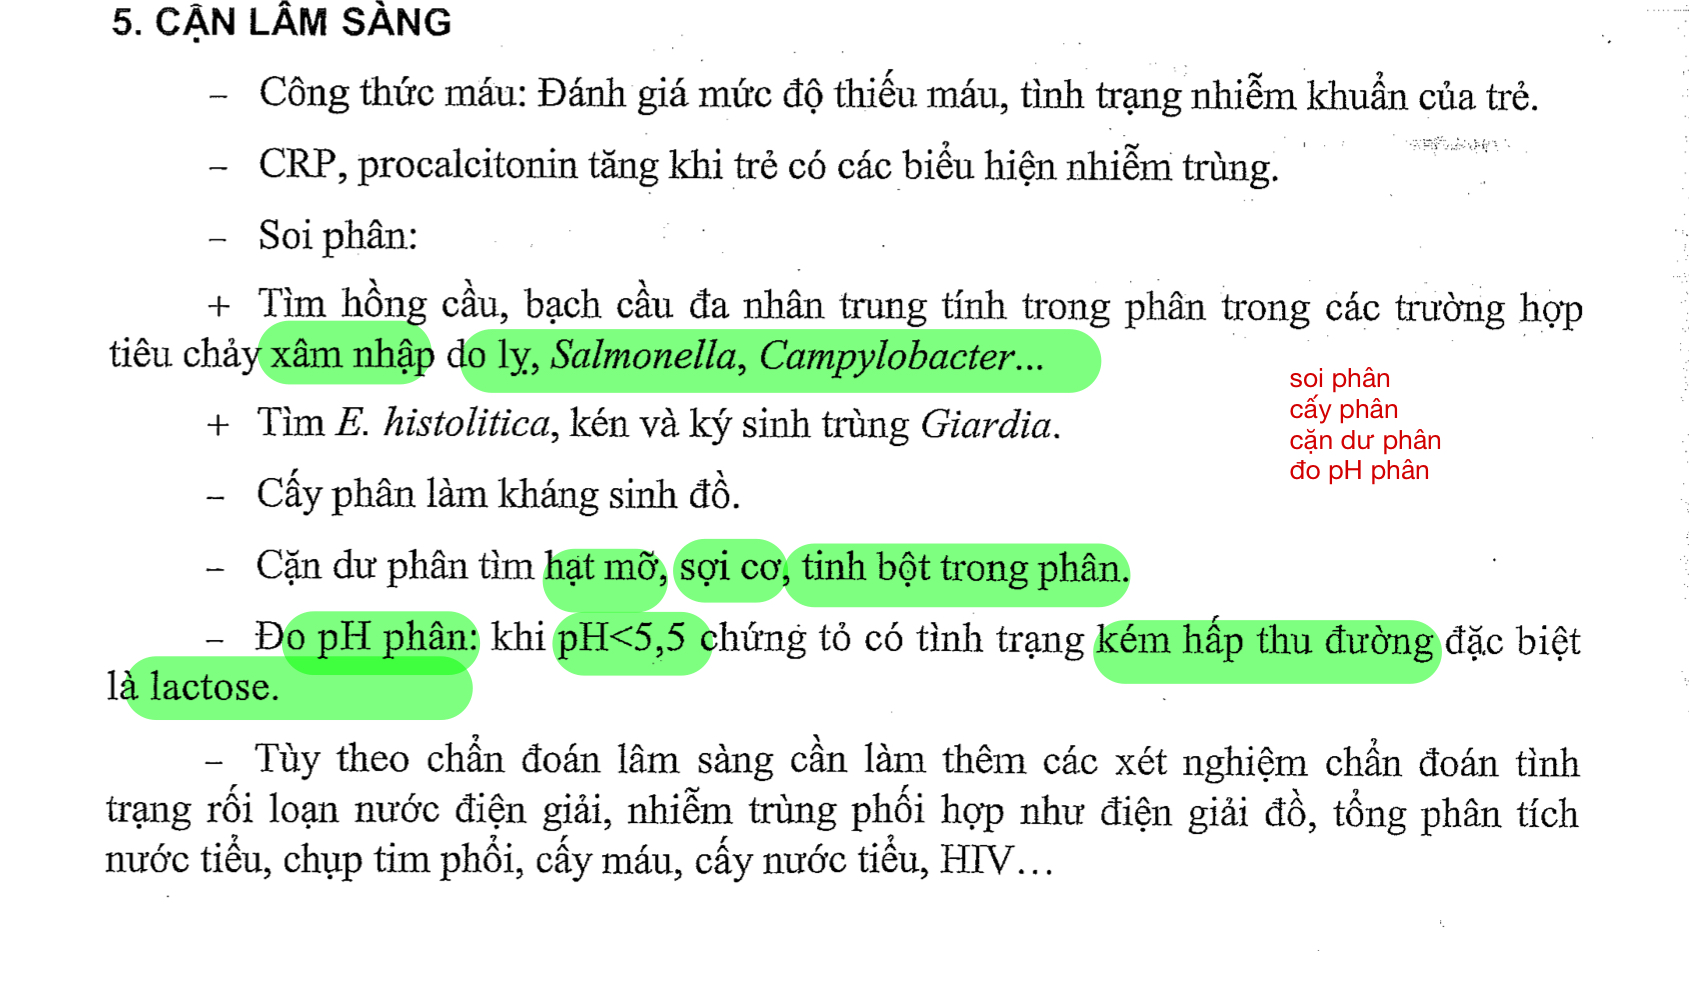 5. CẬN LÂM SÀNG
– Công thức máu: Đánh giá mức độ thiếu máu, tình trạng nhiễm khuẩn của trẻ.
– CRP, procalcitonin tăng khi trẻ có các biểu hiện nhiễm trùng.
– Soi phân:
+ Tìm hồng cầu, bạch cầu đa nhân trung tính trong phân trong các trường hợp
tiêu chảy xâm nhập do lỵ, Salmonella, Campylobacter...
+ Tìm E. histolitica, kén và ký sinh trùng Giardia.
– Cấy phân làm kháng sinh đồ.
– Cặn dư phân tìm hạt mỡ, sợi cơ, tinh bột trong phân.
– Đo pH phân: khi pH<5,5 chứng tỏ có tình trạng kém hấp thu đường đặc biệt
là lactose.
– Tùy theo chẩn đoán lâm sàng cần làm thêm các xét nghiệm chẩn đoán tình
trạng rối loạn nước điện giải, nhiễm trùng phối hợp như điện giải đồ, tổng phân tích
nước tiểu, chụp tim phổi, cấy máu, cấy nước tiểu, HIV...
soi phân
cấy phân
cặn dư phân
đo pH phân